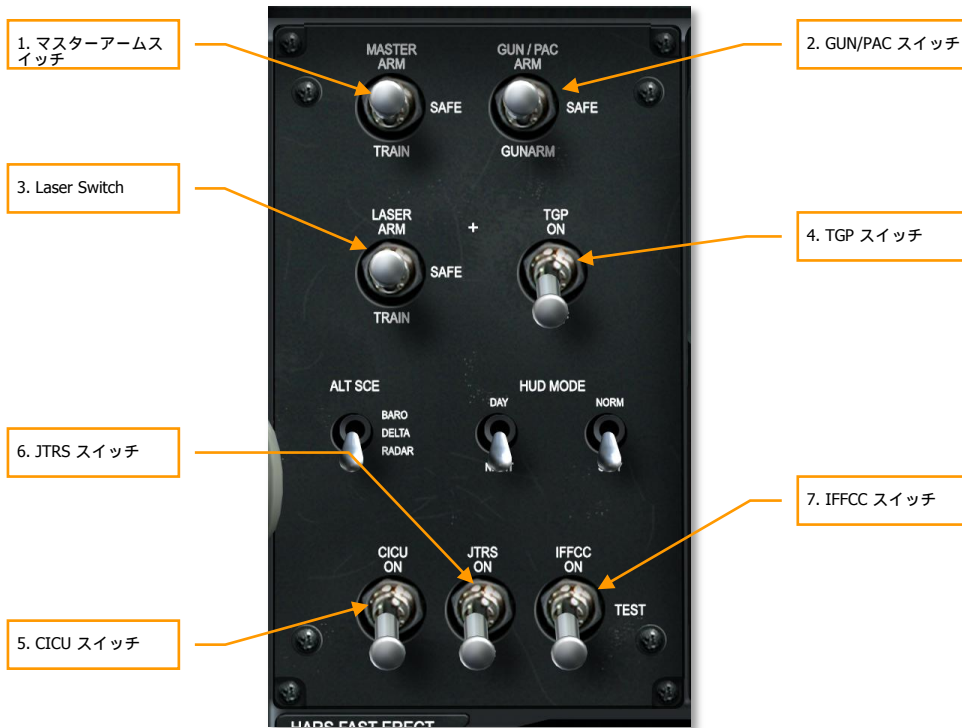 1. マスターアームス
イッチ
2. GUN/PAC スイッチ
MASTER
ARM
SAFE
TRAIN
GUN / PAC
ARM
SAFE
GUNARM
3. Laser Switch
LASER
ARM
SAFE
TRAIN
TGP
ON
4. TGP スイッチ
ALT SCE
BARO
DELTA
RADAR
HUD MODE
DAY
NORM
6. JTRS スイッチ
7. IFFCC スイッチ
CICU
ON
JTRS
ON
IFFCC
ON
TEST
5. CICU スイッチ
HARS FAST ERECT